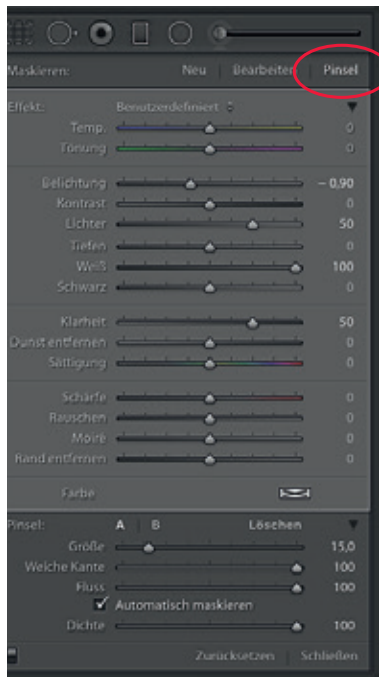 Maskieren: Neu | Bearbeiten | Pinsel
Effekt: Benutzerdefiniert
Temp. 0
Tönung 0
Belichtung – 0,90
Kontrast 0
Lichter 50
Tiefen 0
Weiß 100
Schwarz 0
Klarheit 50
Dunst entfernen 0
Sättigung 0
Schärfe 0
Rauschen 0
Moiré 0
Rand entfernen 0
Farbe
Pinsel: A | B Löschen
Größe 15,0
Weiche Kante 100
Fluss 100
Automatisch maskieren
Dichte 100
Zurücksetzen | Schließen